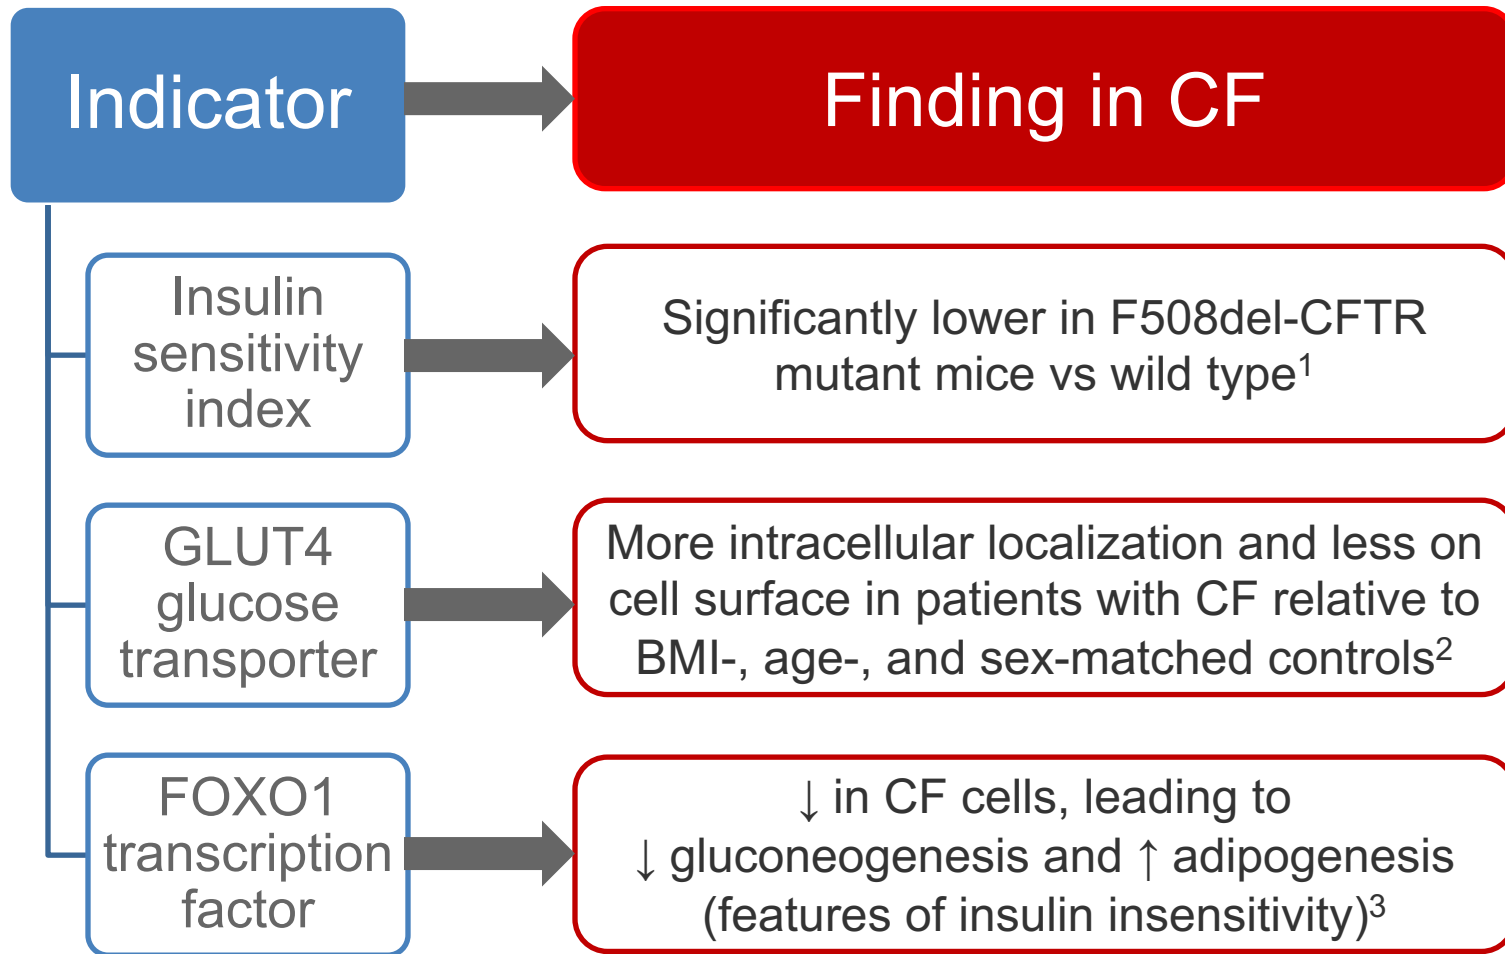 Indicator
Finding in CF
Insulin
sensitivity
index
Significantly lower in F508del-CFTR
mutant mice vs wild type¹
GLUT4
glucose
transporter
More intracellular localization and less on
cell surface in patients with CF relative to
BMI-, age-, and sex-matched controls²
FOXO1
transcription
factor
↓ in CF cells, leading to
↓ gluconeogenesis and ↑ adipogenesis
(features of insulin insensitivity)³